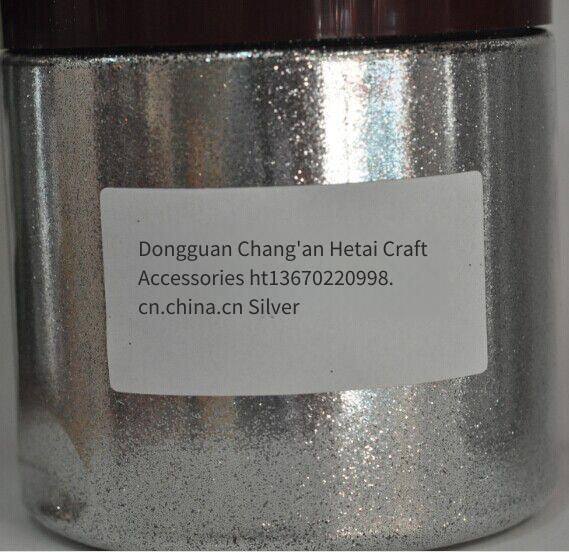 Dongguan Chang'an Hetai Craft
Accessories ht13670220998.
cn.china.cn Silver